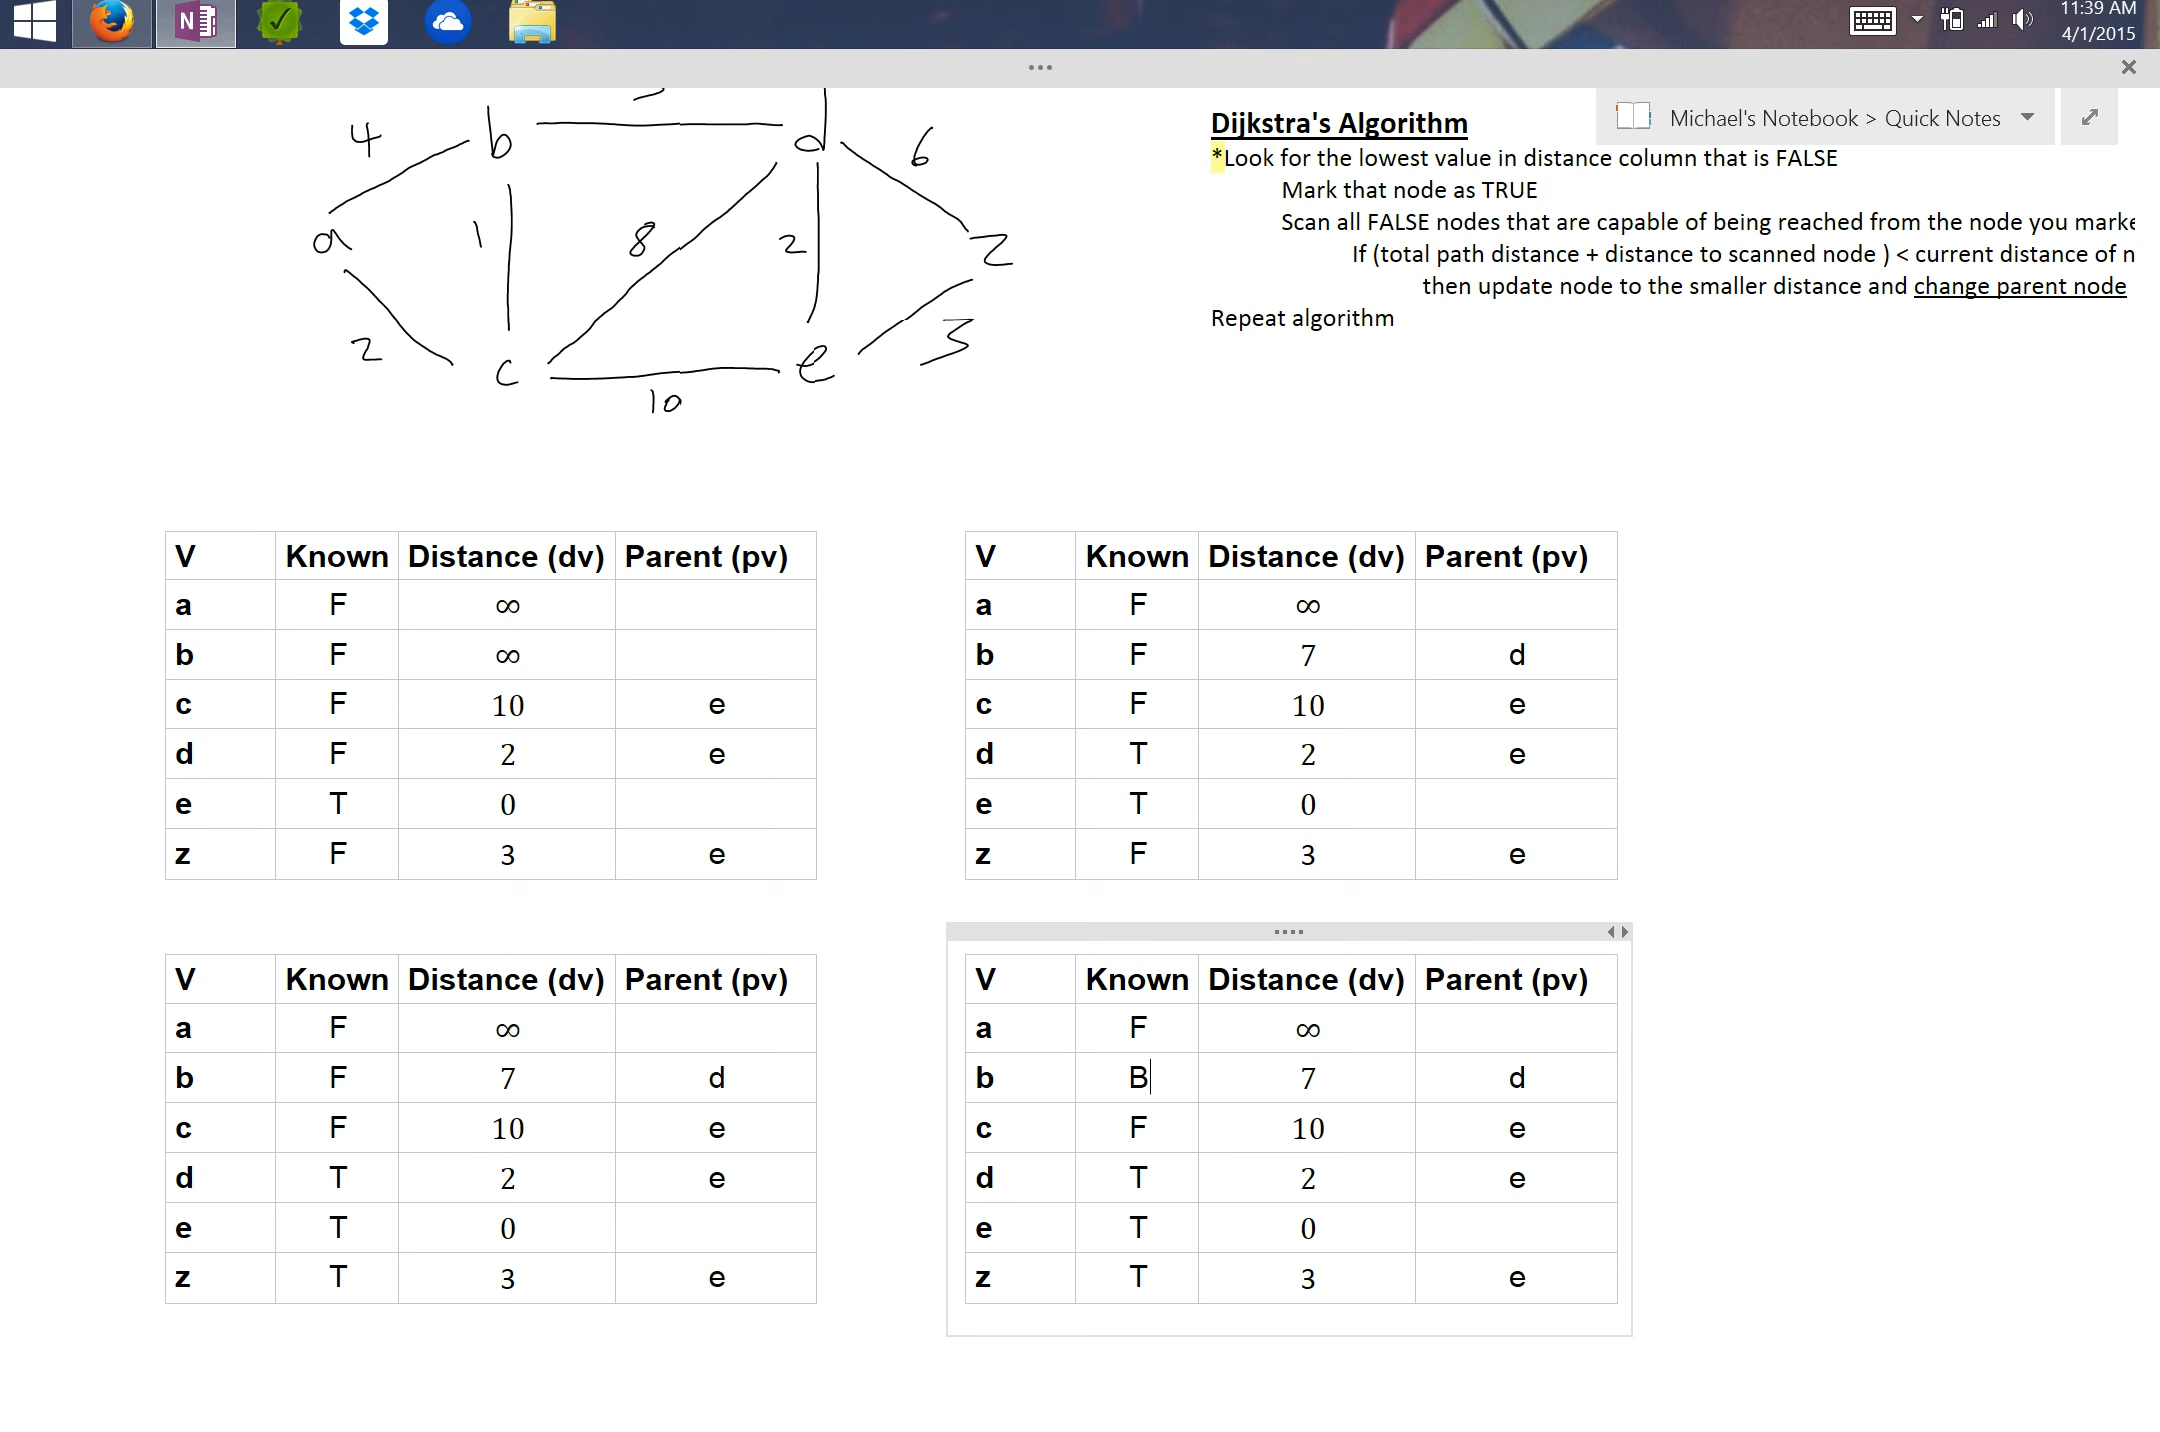 11:39 AM
4/1/2015
N
Michael's Notebook > Quick Notes
4
b
d
6
a
1
8
2
z
2
c
e
3
10
Dijkstra's Algorithm
*Look for the lowest value in distance column that is FALSE
Mark that node as TRUE
Scan all FALSE nodes that are capable of being reached from the node you marke
If (total path distance + distance to scanned node ) < current distance of n
then update node to the smaller distance and change parent node
Repeat algorithm
V Known Distance (dv) Parent (pv)
a F ∞
b F ∞
c F 10 e
d F 2 e
e T 0
z F 3 e
V Known Distance (dv) Parent (pv)
a F ∞
b F 7 d
c F 10 e
d T 2 e
e T 0
z F 3 e
V Known Distance (dv) Parent (pv)
a F ∞
b F 7 d
c F 10 e
d T 2 e
e T 0
z T 3 e
V Known Distance (dv) Parent (pv)
a F ∞
b B 7 d
c F 10 e
d T 2 e
e T 0
z T 3 e